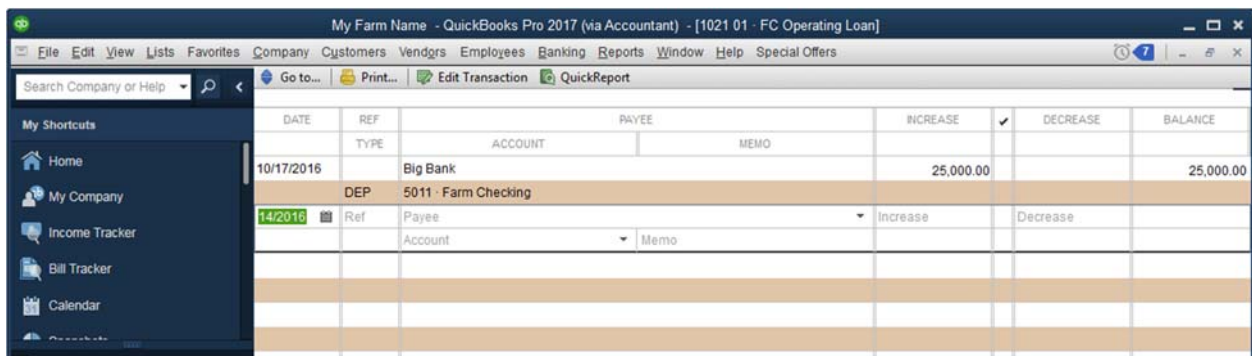 qb My Farm Name - QuickBooks Pro 2017 (via Accountant) - [1021 01 · FC Operating Loan]
File Edit View Lists Favorites Company Customers Vendors Employees Banking Reports Window Help Special Offers 7
Search Company or Help Go to... Print... Edit Transaction QuickReport
My Shortcuts DATE REF PAYEE INCREASE ✓ DECREASE BALANCE
TYPE ACCOUNT MEMO
Home 10/17/2016 Big Bank 25,000.00 25,000.00
My Company DEP 5011 · Farm Checking
Income Tracker 14/2016 Ref Payee Increase Decrease
Account Memo
Bill Tracker
Calendar 31